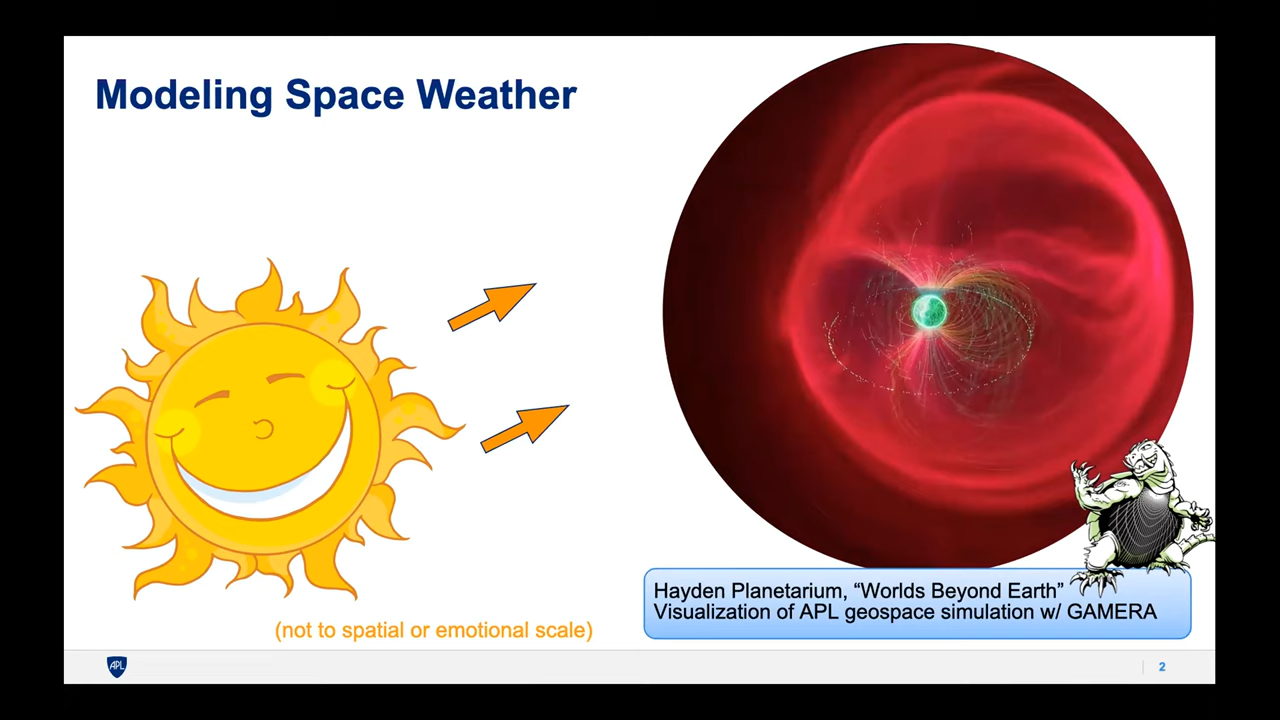 Modeling Space Weather
(not to spatial or emotional scale)
Hayden Planetarium, “Worlds Beyond Earth”
Visualization of APL geospace simulation w/ GAMERA
APL
2